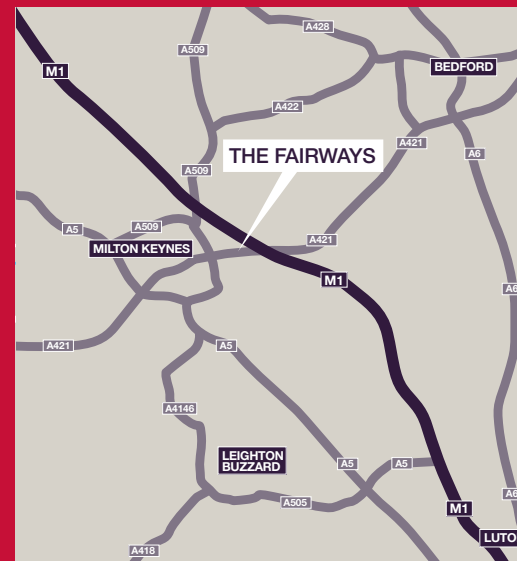 A428
A509
M1
BEDFORD
A422
A421
A6
THE FAIRWAYS
A509
A5
A509
A421
MILTON KEYNES
M1
A6
A421
A5
A4146
LEIGHTON
BUZZARD
A5
A5
A6
A505
M1
LUTO
A418